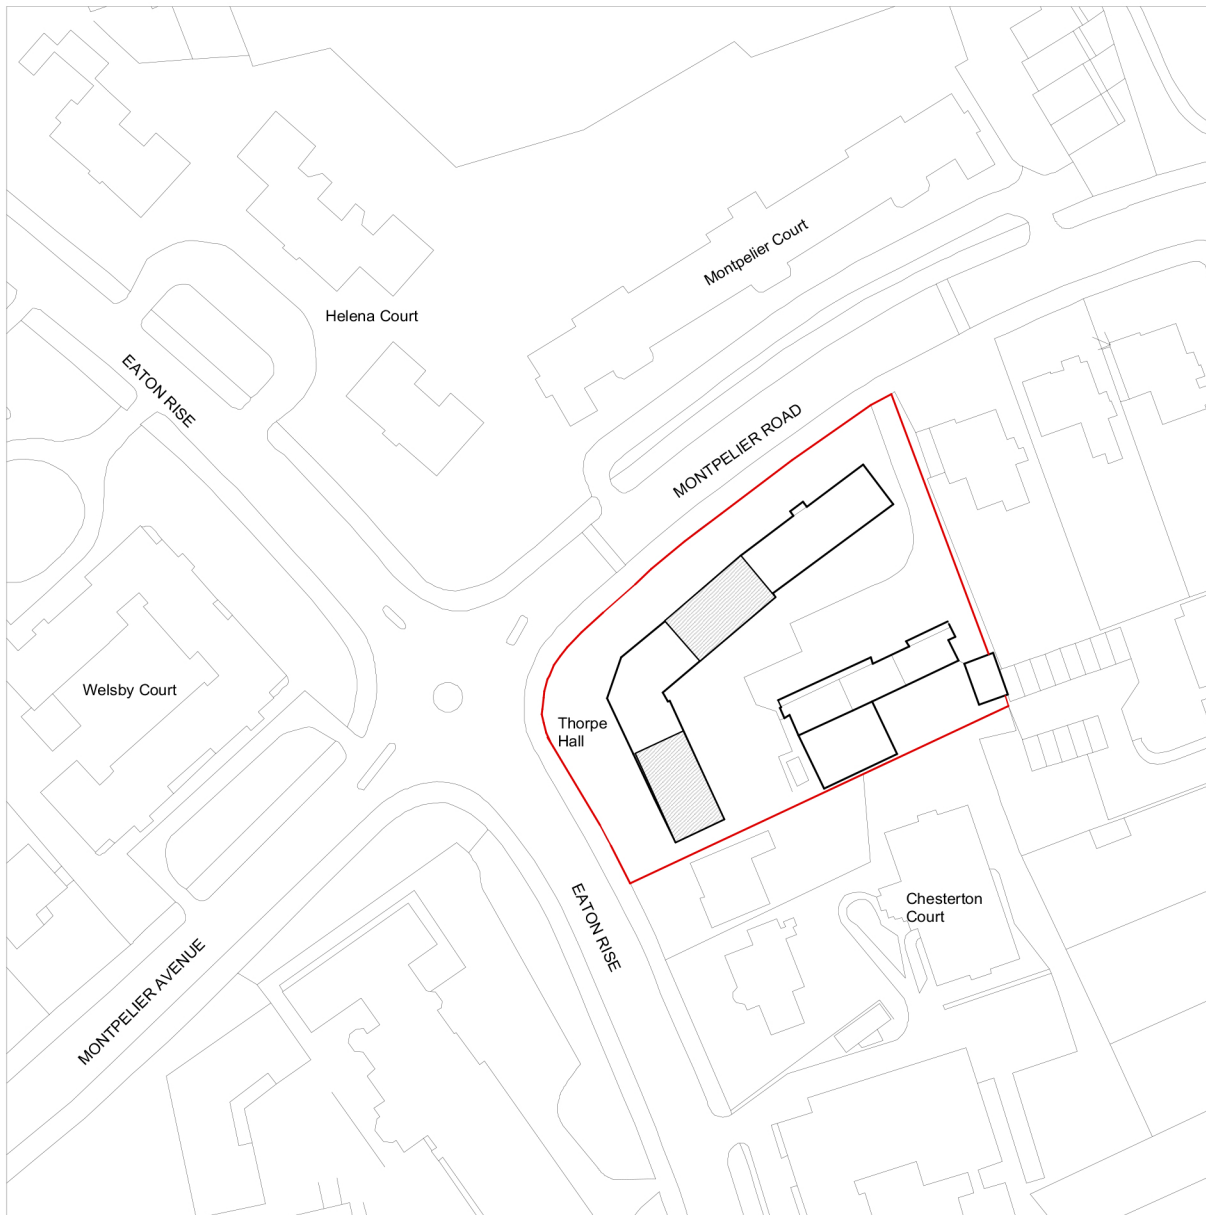 Montpelier Court
Helena Court
EATON RISE
MONTPELIER ROAD
Welsby Court
Thorpe
Hall
Chesterton
Court
EATON RISE
MONTPELIER AVENUE